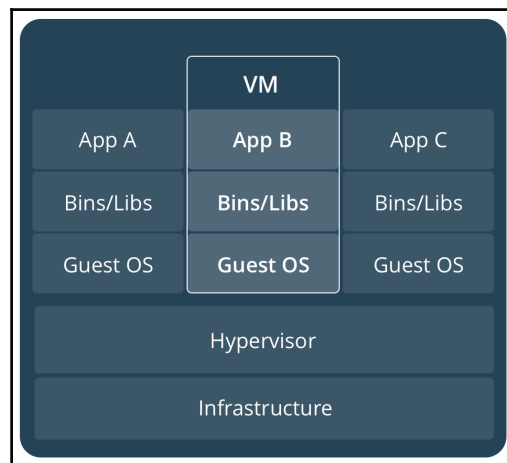 VM
App A App B App C
Bins/Libs Bins/Libs Bins/Libs
Guest OS Guest OS Guest OS
Hypervisor
Infrastructure